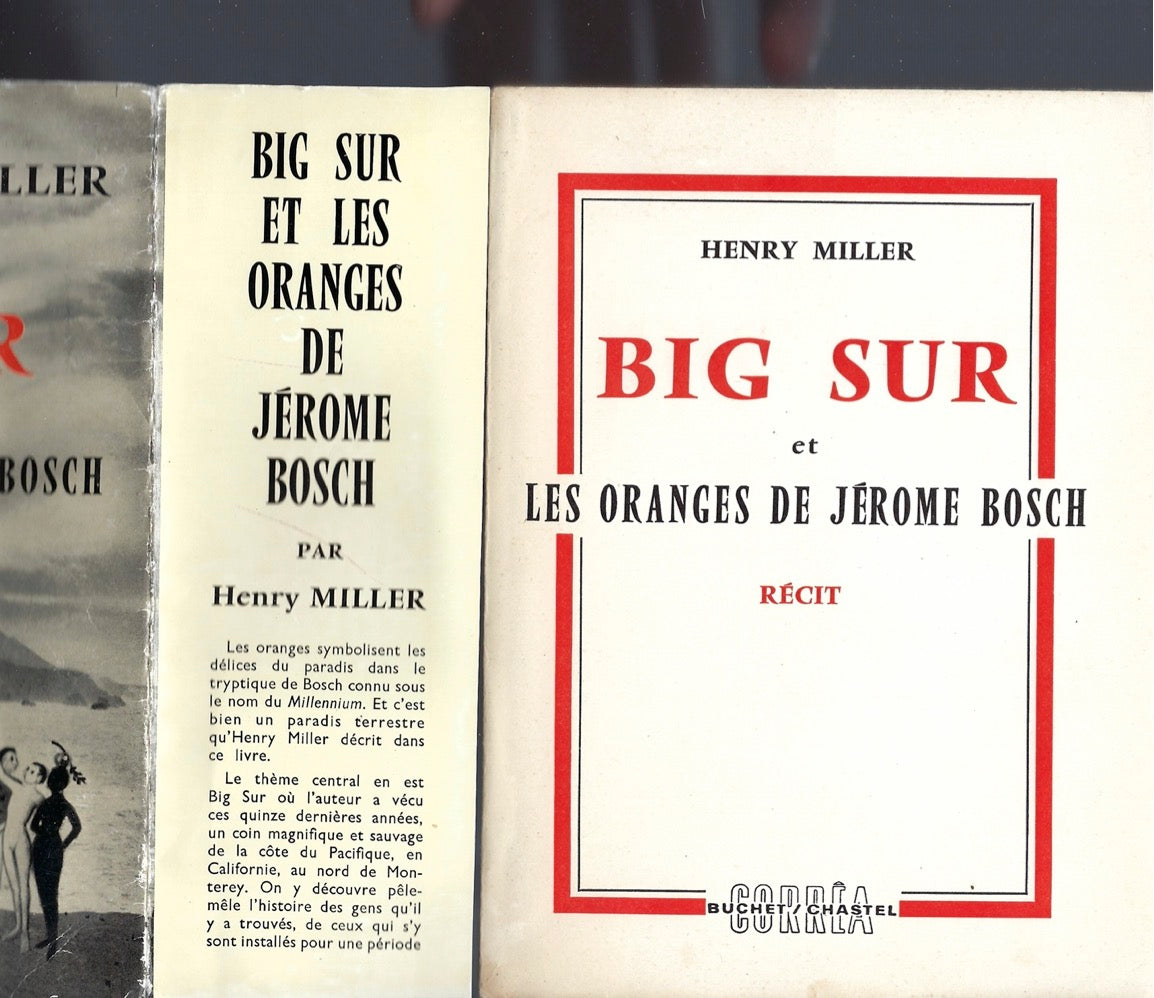 LLER
R
BOSCH
BIG SUR
ET LES
ORANGES
DE
JÉROME
BOSCH
PAR
Henry MILLER
Les oranges symbolisent les
délices du paradis dans le
tryptique de Bosch connu sous
le nom du Millennium. Et c'est
bien un paradis terrestre
qu'Henry Miller décrit dans
ce livre.
Le thème central en est
Big Sur où l'auteur a vécu
ces quinze dernières années,
un coin magnifique et sauvage
de la côte du Pacifique, en
Californie, au nord de Mon-
terey. On y découvre pêle-
mêle l'histoire des gens qu'il
y a trouvés, de ceux qui s'y
sont installés pour une période
HENRY MILLER
BIG SUR
et
LES ORANGES DE JÉROME BOSCH
RÉCIT
CORRÊA
BUCHET/CHASTEL